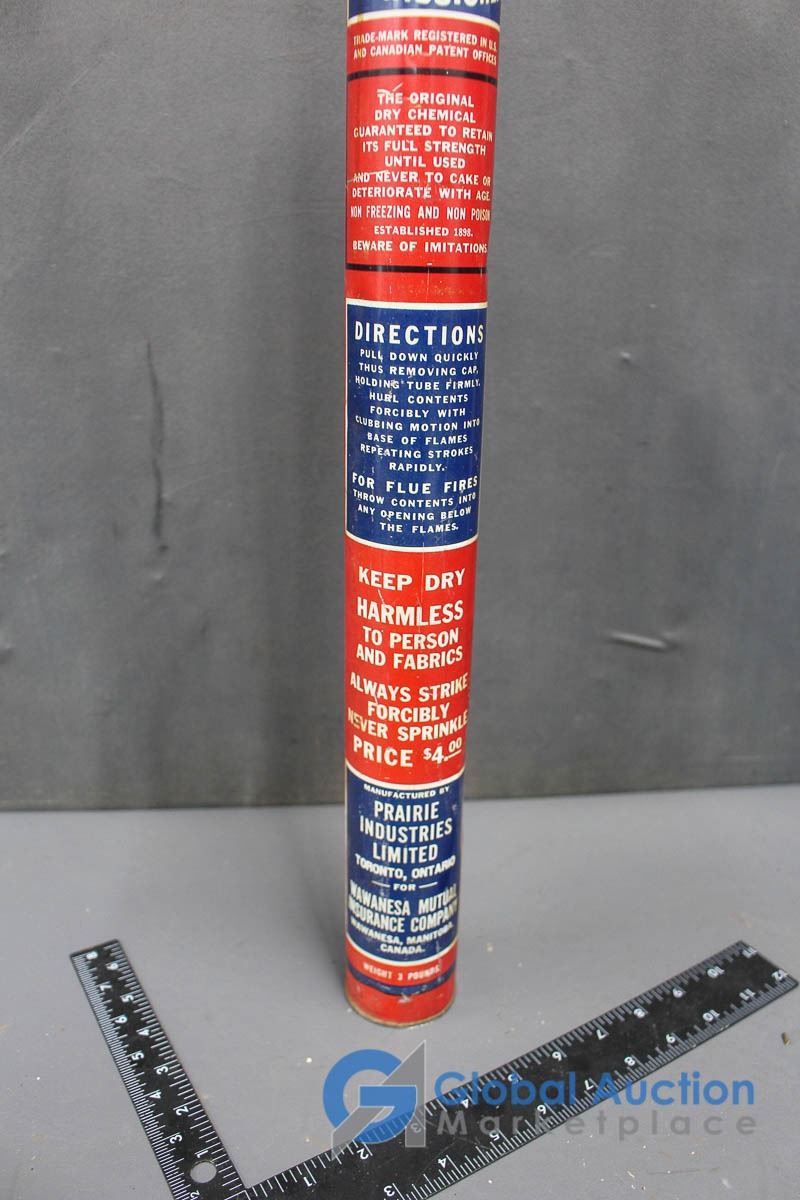 TRADE-MARK REGISTERED IN U.S.
AND CANADIAN PATENT OFFICES
THE ORIGINAL
DRY CHEMICAL
GUARANTEED TO RETAIN
ITS FULL STRENGTH
UNTIL USED
AND NEVER TO CAKE OR
DETERIORATE WITH AGE.
NON FREEZING AND NON POISON
ESTABLISHED 1898.
BEWARE OF IMITATIONS
DIRECTIONS
PULL DOWN QUICKLY
THUS REMOVING CAP,
HOLDING TUBE FIRMLY,
HURL CONTENTS
FORCIBLY WITH
CLUBBING MOTION INTO
BASE OF FLAMES
REPEATING STROKES
RAPIDLY.
FOR FLUE FIRES
THROW CONTENTS INTO
ANY OPENING BELOW
THE FLAMES.
KEEP DRY
HARMLESS
TO PERSON
AND FABRICS
ALWAYS STRIKE
FORCIBLY
NEVER SPRINKLE
PRICE $4.00
MANUFACTURED BY
PRAIRIE
INDUSTRIES
LIMITED
TORONTO, ONTARIO
FOR
WAWANESA MUTUAL
INSURANCE COMPANY
WAWANESA, MANITOBA,
CANADA.
WEIGHT 3 POUNDS.
Global Auction
Marketplace